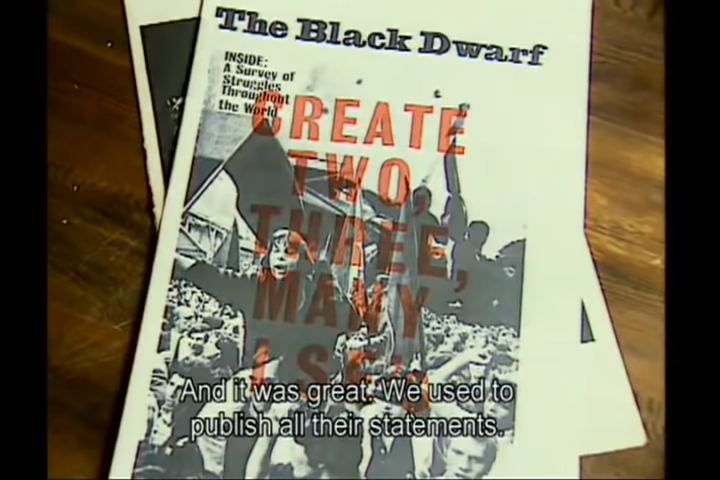 The Black Dwarf
INSIDE:
A Survey of
Struggles
Throughout
the World
CREATE
TWO,
THREE,
MANY
LSE's
And it was great. We used to
publish all their statements.